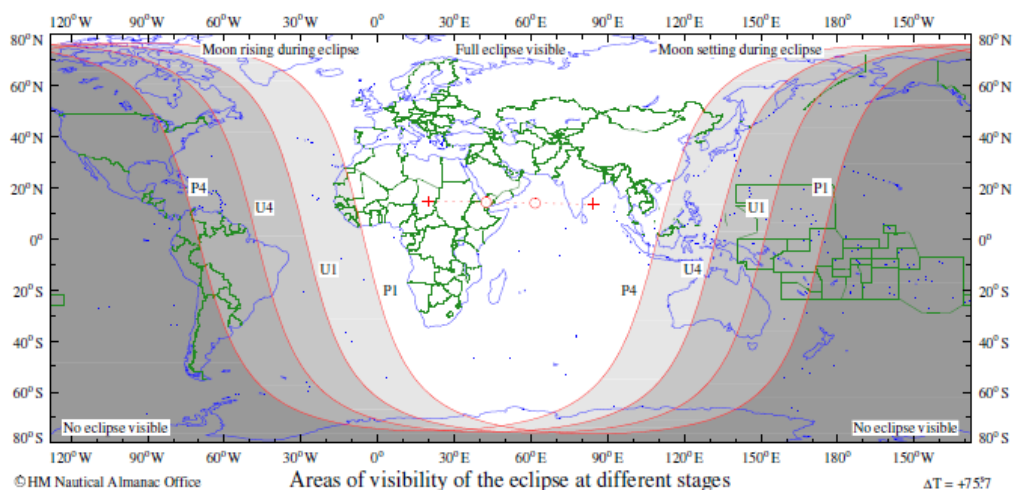 120°W 90°W 60°W 30°W 0° 30°E 60°E 90°E 120°E 150°E 180° 150°W
80°N Moon rising during eclipse Full eclipse visible Moon setting during eclipse 80°N
60°N 60°N
40°N 40°N
20°N P4 P1 20°N
U4 U1
0° 0°
U1 U4
20°S P1 P4 20°S
40°S 40°S
60°S 60°S
No eclipse visible No eclipse visible
80°S 80°S
120°W 90°W 60°W 30°W 0° 30°E 60°E 90°E 120°E 150°E 180° 150°W
© HM Nautical Almanac Office Areas of visibility of the eclipse at different stages ΔT = +75ˢ.7